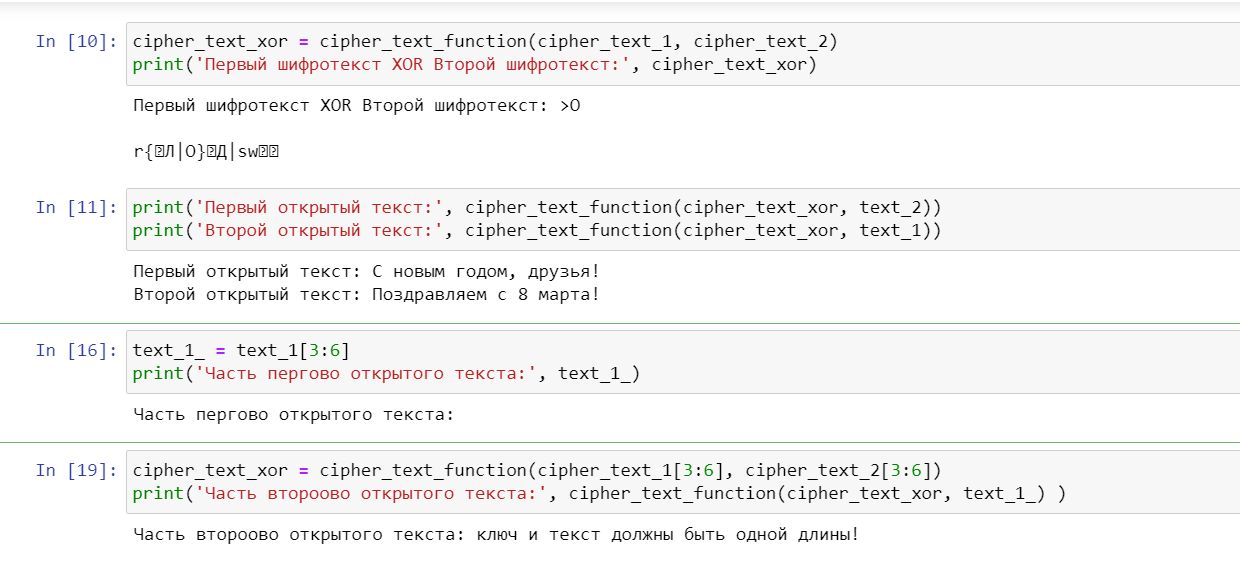 In [10]: cipher_text_xor = cipher_text_function(cipher_text_1, cipher_text_2)
print('Первый шифротекст XOR Второй шифротекст:', cipher_text_xor)
Первый шифротекст XOR Второй шифротекст: >O
r{Л|O}Д|sw
In [11]: print('Первый открытый текст:', cipher_text_function(cipher_text_xor, text_2))
print('Второй открытый текст:', cipher_text_function(cipher_text_xor, text_1))
Первый открытый текст: С новым годом, друзья!
Второй открытый текст: Поздравляем с 8 марта!
In [16]: text_1_ = text_1[3:6]
print('Часть пергово открытого текста:', text_1_)
Часть пергово открытого текста:
In [19]: cipher_text_xor = cipher_text_function(cipher_text_1[3:6], cipher_text_2[3:6])
print('Часть второово открытого текста:', cipher_text_function(cipher_text_xor, text_1_) )
Часть второово открытого текста: ключ и текст должны быть одной длины!